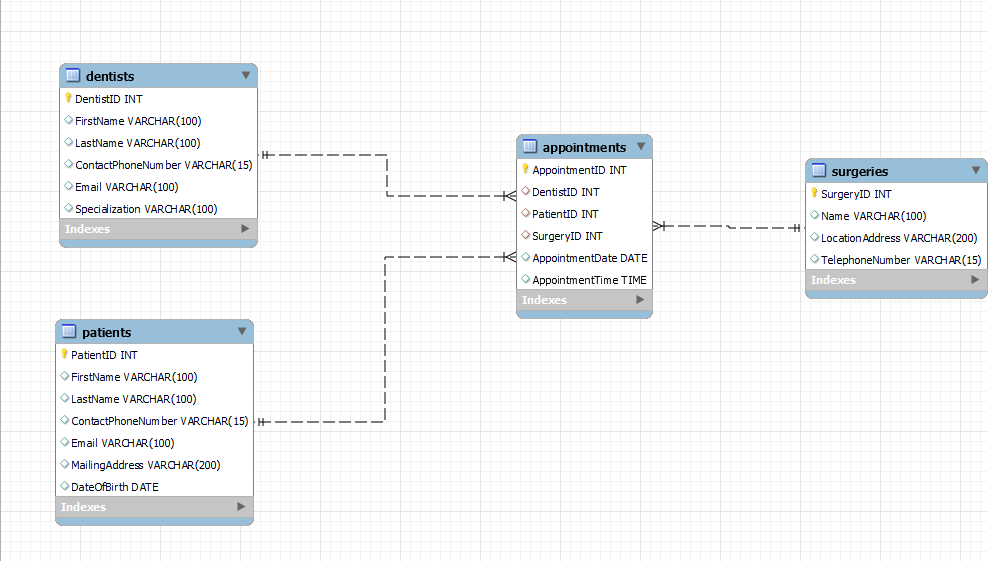 dentists
DentistID INT
FirstName VARCHAR(100)
LastName VARCHAR(100)
ContactPhoneNumber VARCHAR(15)
Email VARCHAR(100)
Specialization VARCHAR(100)
Indexes
patients
PatientID INT
FirstName VARCHAR(100)
LastName VARCHAR(100)
ContactPhoneNumber VARCHAR(15)
Email VARCHAR(100)
MailingAddress VARCHAR(200)
DateOfBirth DATE
Indexes
appointments
AppointmentID INT
DentistID INT
PatientID INT
SurgeryID INT
AppointmentDate DATE
AppointmentTime TIME
Indexes
surgeries
SurgeryID INT
Name VARCHAR(100)
LocationAddress VARCHAR(200)
TelephoneNumber VARCHAR(15)
Indexes